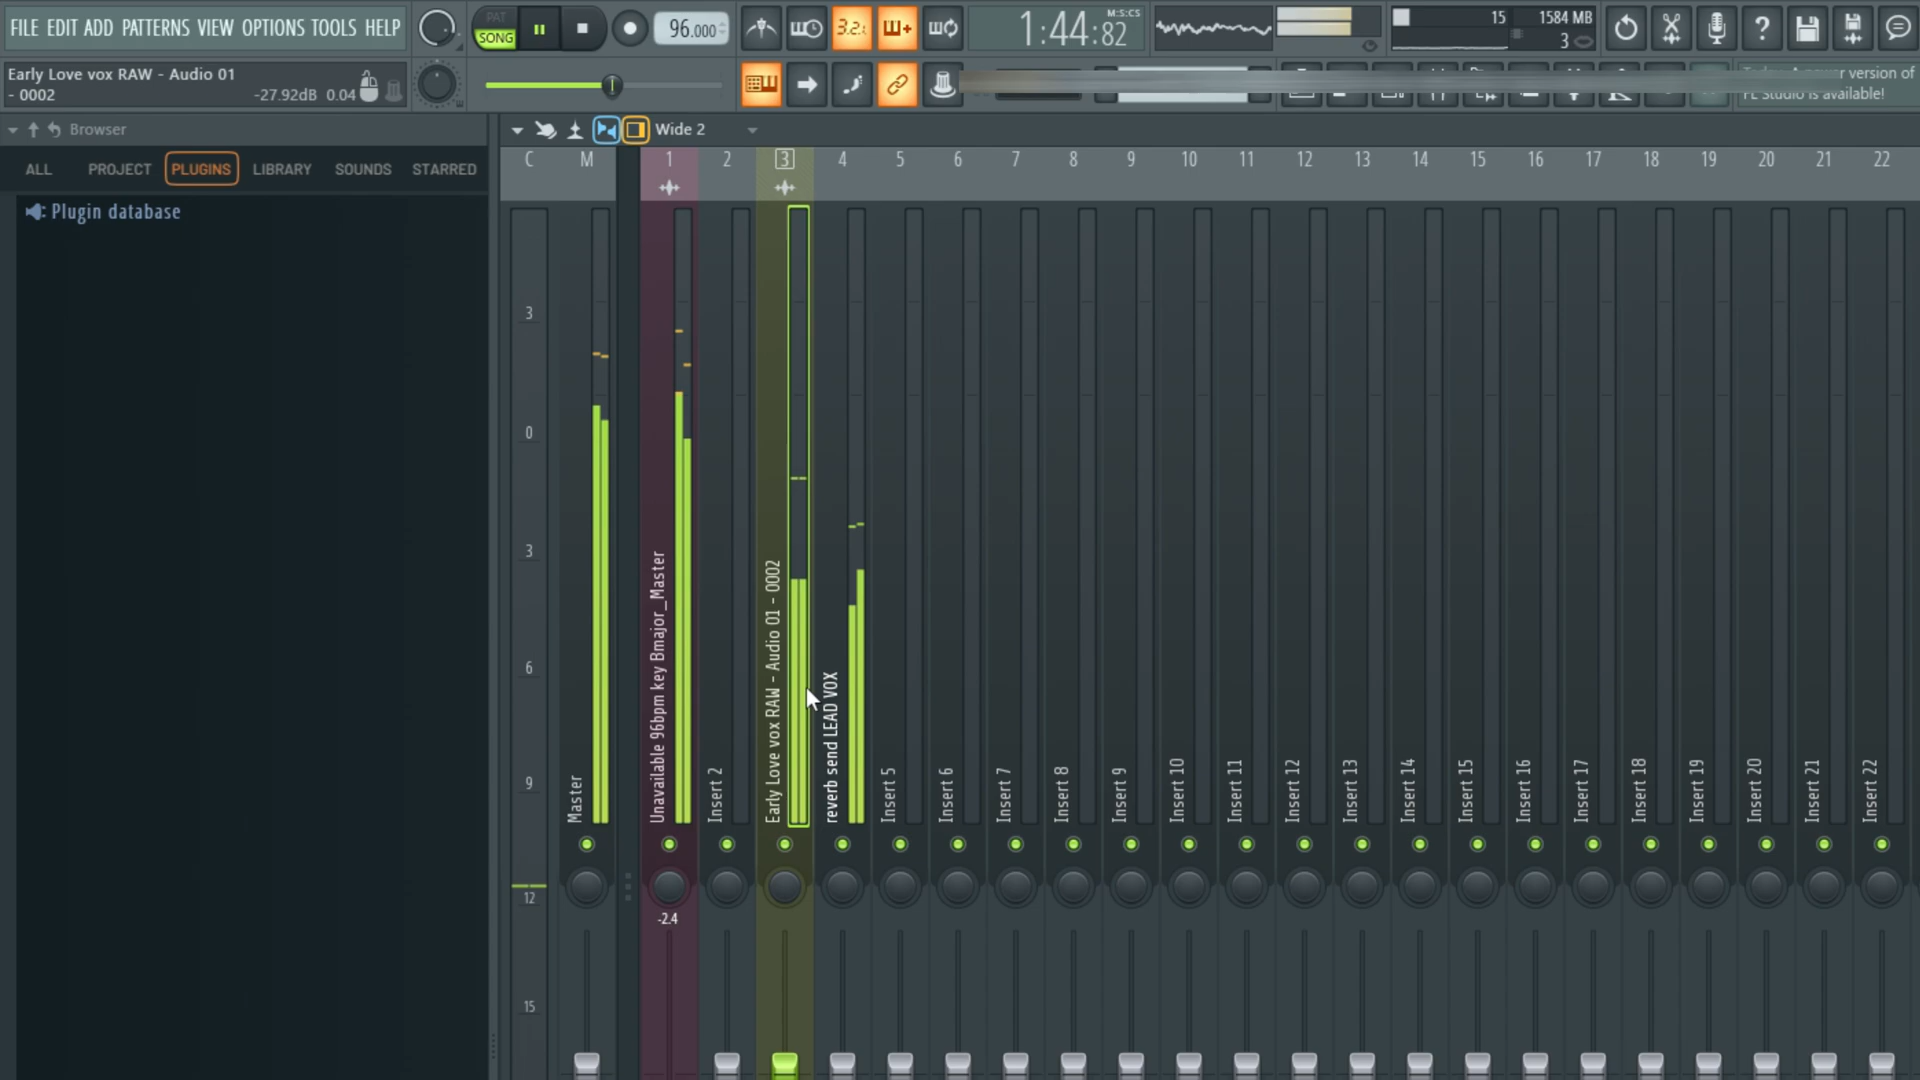 FILE EDIT ADD PATTERNS VIEW OPTIONS TOOLS HELP
PAT
SONG
96.000
3.2.
1:44:82
M:S:CS
15
1584 MB
3
Early Love vox RAW - Audio 01
- 0002
-27.92dB 0.04
version of
FL Studio is available!
Browser
Wide 2
ALL PROJECT PLUGINS LIBRARY SOUNDS STARRED
Plugin database
C M 1 2 3 4 5 6 7 8 9 10 11 12 13 14 15 16 17 18 19 20 21 22
3
0
3
6
9
12
15
Master
Unavailable 96bpm key Bmajor_Master
Insert 2
Early Love vox RAW - Audio 01 - 0002
reverb send LEAD VOX
Insert 5
Insert 6
Insert 7
Insert 8
Insert 9
Insert 10
Insert 11
Insert 12
Insert 13
Insert 14
Insert 15
Insert 16
Insert 17
Insert 18
Insert 19
Insert 20
Insert 21
Insert 22
-2.4